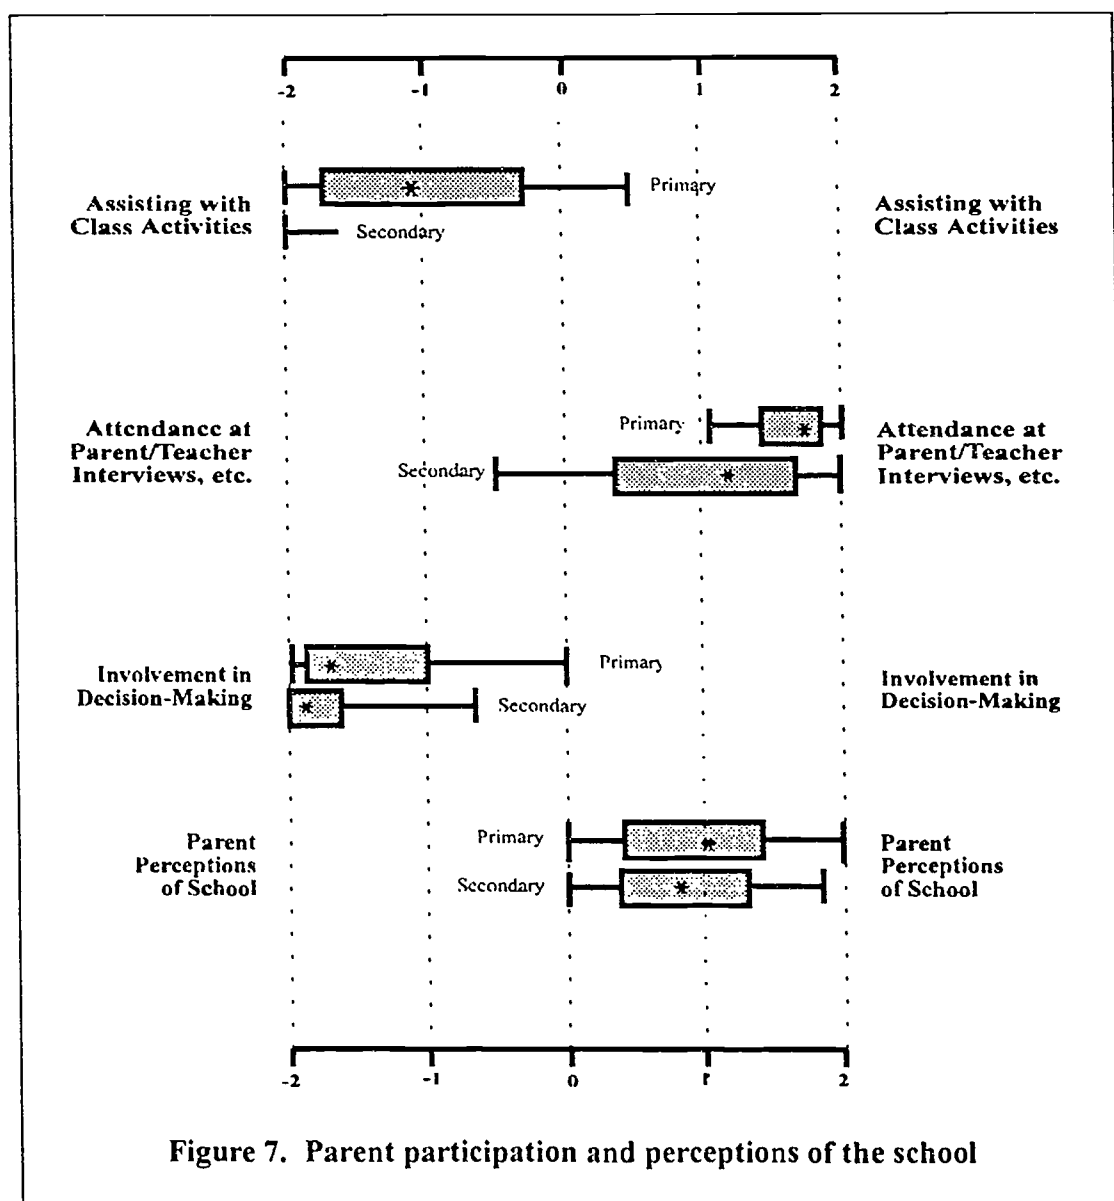 -2 -1 0 1 2
Assisting with
Class Activities
Primary
Secondary
Assisting with
Class Activities
Attendance at
Parent/Teacher
Interviews, etc.
Primary
Secondary
Attendance at
Parent/Teacher
Interviews, etc.
Involvement in
Decision-Making
Primary
Secondary
Involvement in
Decision-Making
Parent
Perceptions
of School
Primary
Secondary
Parent
Perceptions
of School
-2 -1 0 1 2
Figure 7. Parent participation and perceptions of the school